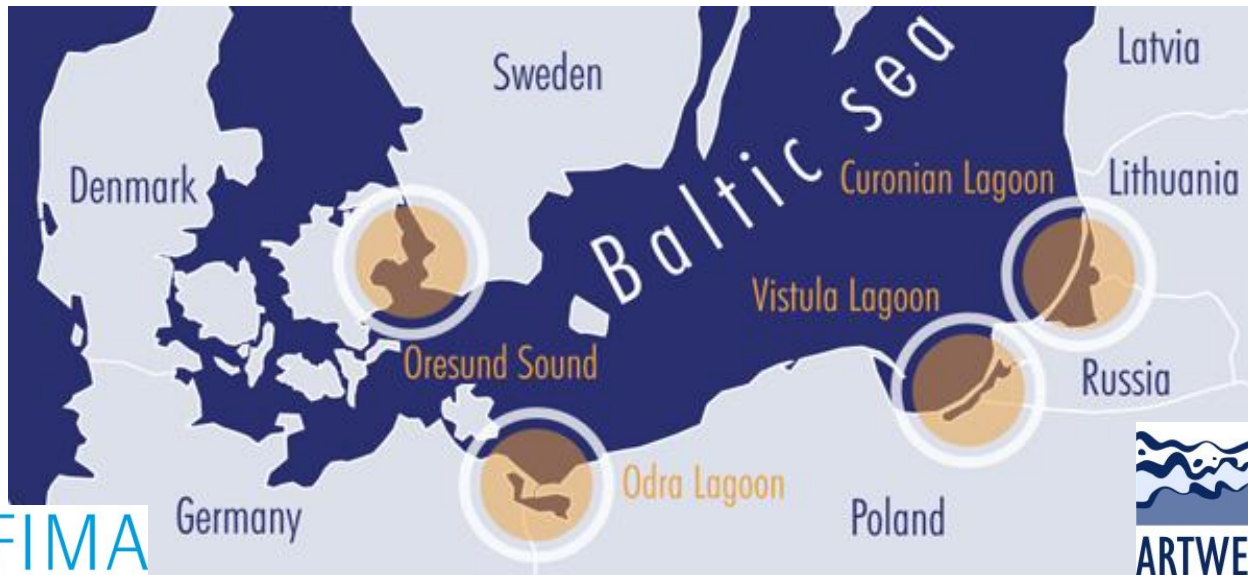 Latvia
Sweden
Baltic sea
Denmark
Curonian Lagoon
Lithuania
Vistula Lagoon
Oresund Sound
Russia
Odra Lagoon
Germany
Poland
FIMA
ARTWE